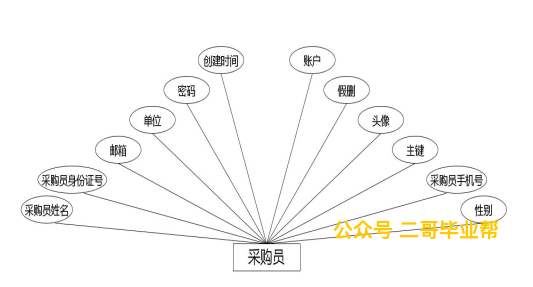 创建时间 账户
密码 假删
单位 头像
邮箱 主键
采购员身份证号 采购员手机号
采购员姓名 性别
公众号 二哥毕业帮
采购员